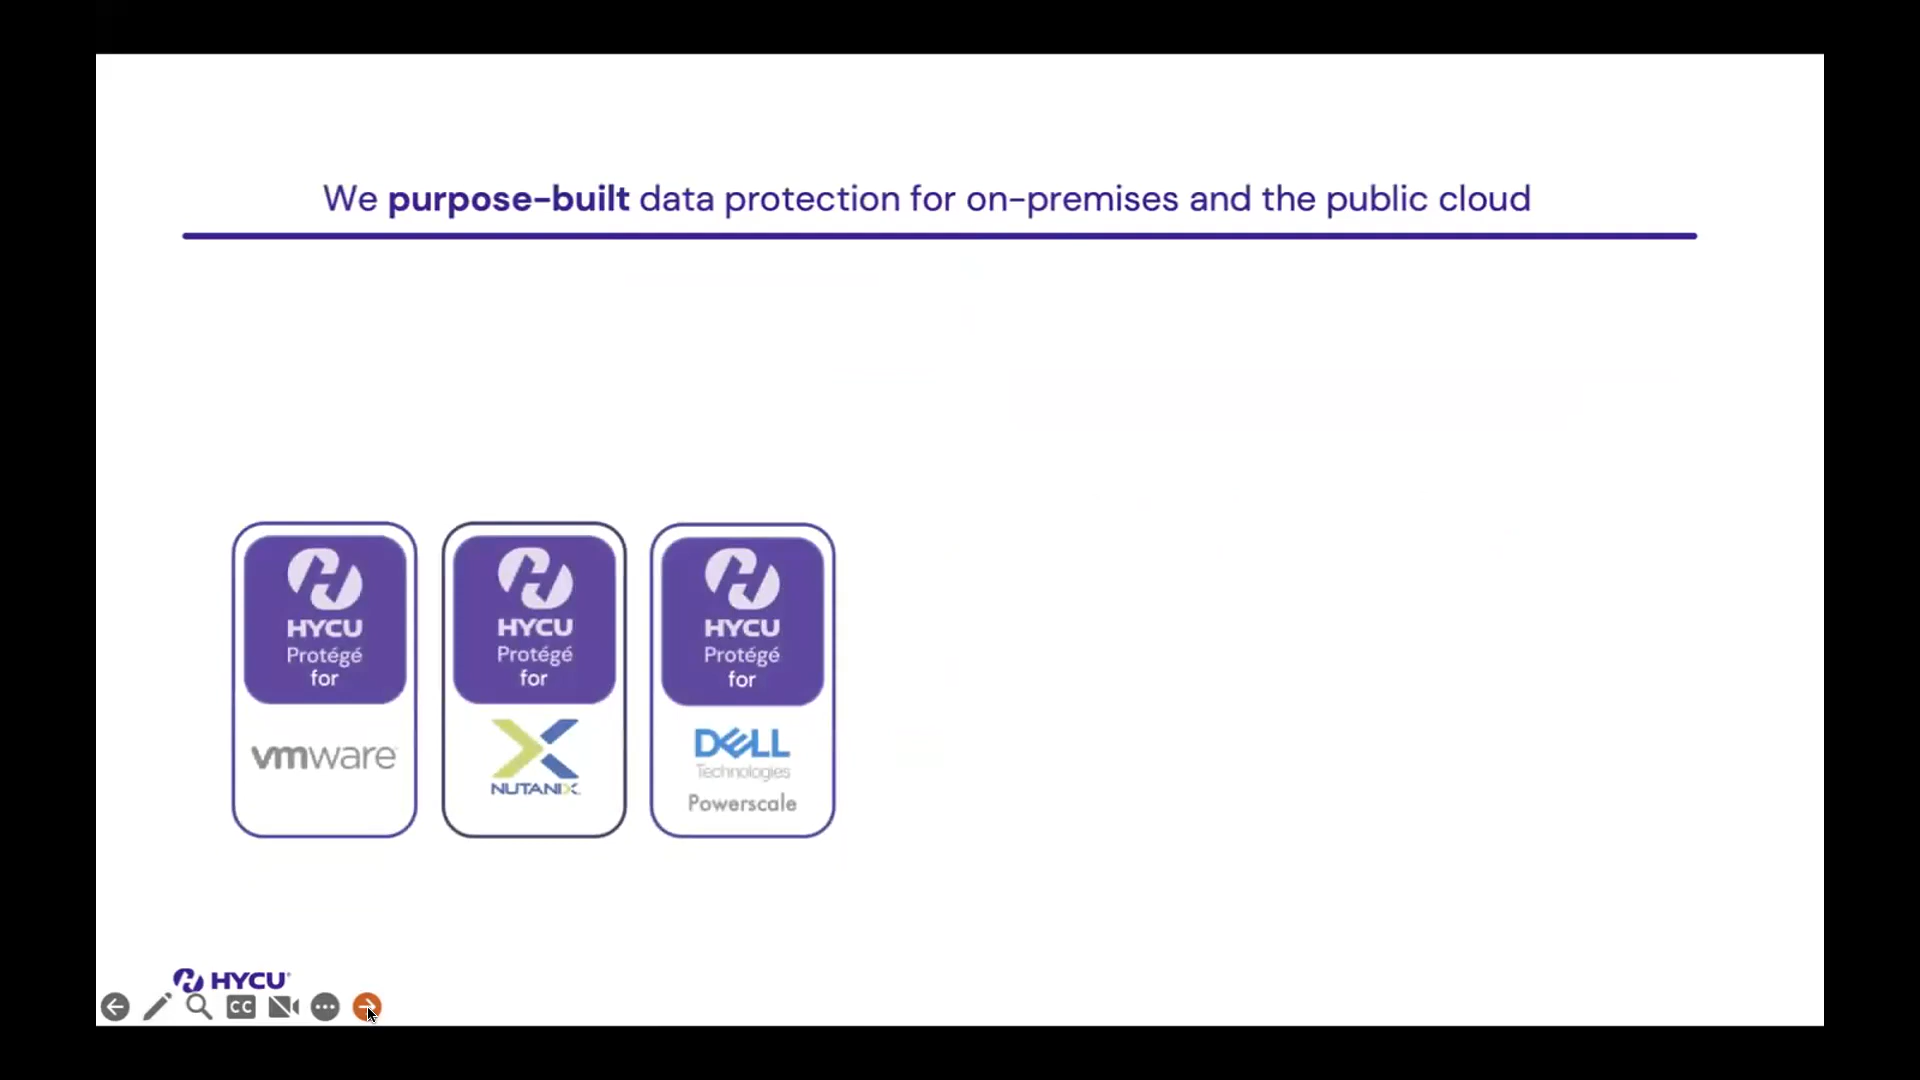 We purpose-built data protection for on-premises and the public cloud
HYCU
Protégé
for
vmware
HYCU
Protégé
for
NUTANIX
HYCU
Protégé
for
DELL
Technologies
Powerscale
HYCU
CC